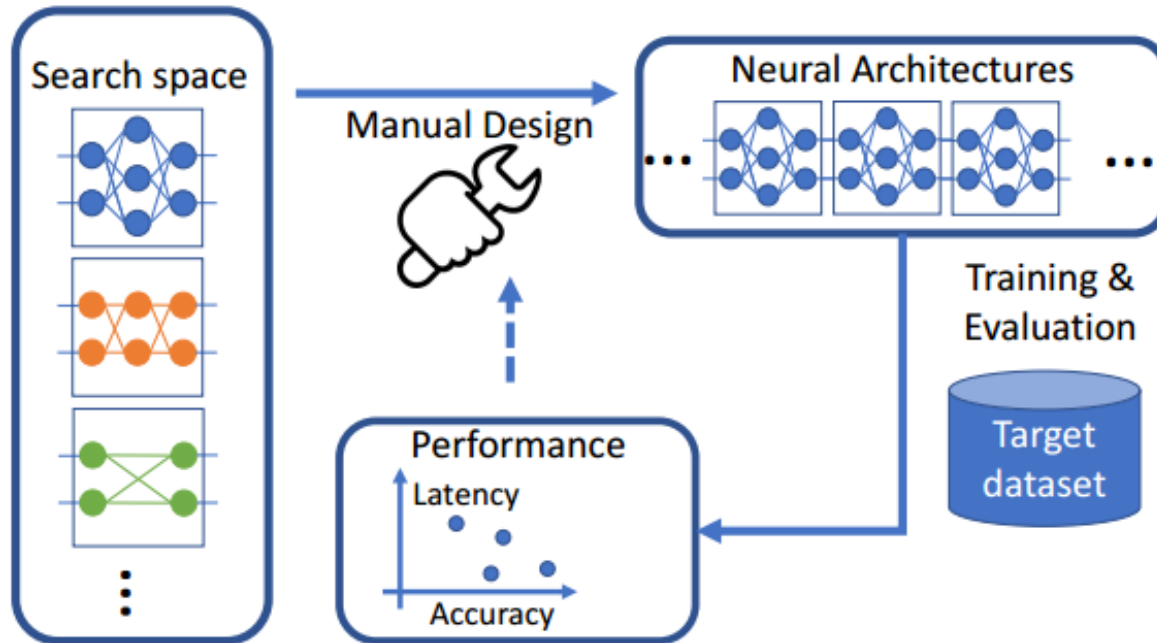 Search space
Manual Design
Neural Architectures
Training &
Evaluation
Target
dataset
Performance
Latency
Accuracy